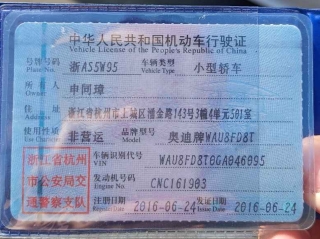 中华人民共和国机动车行驶证
Vehicle License of the People's Republic of China
号牌号码 浙A55W95 车辆类型 小型轿车
Plate No. Vehicle Type
所有人 申同璋
Owner
住址 浙江省杭州市上城区婚金路143号3幢4单元501室
Address
使用性质 非营运 品牌型号 奥迪牌WAU8FD8T
Use Character Model
浙江省杭州 车辆识别代号 WAU8FD8T0GA046095
VIN
市公安局交 发动机号码 CNC161903
Engine No.
通警察支队 注册日期 2016-06-24 发证日期 2016-06-24
Register Date Issue Date